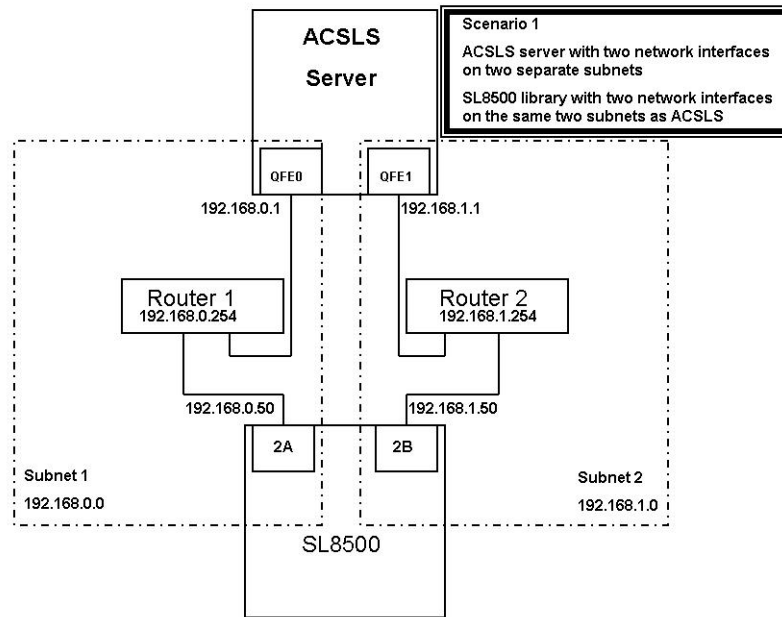 ACSLS
Server
Scenario 1
ACSLS server with two network interfaces
on two separate subnets
SL8500 library with two network interfaces
on the same two subnets as ACSLS
QFE0
QFE1
192.168.0.1
192.168.1.1
Router 1
192.168.0.254
Router 2
192.168.1.254
192.168.0.50
192.168.1.50
2A
2B
Subnet 1
192.168.0.0
Subnet 2
192.168.1.0
SL8500